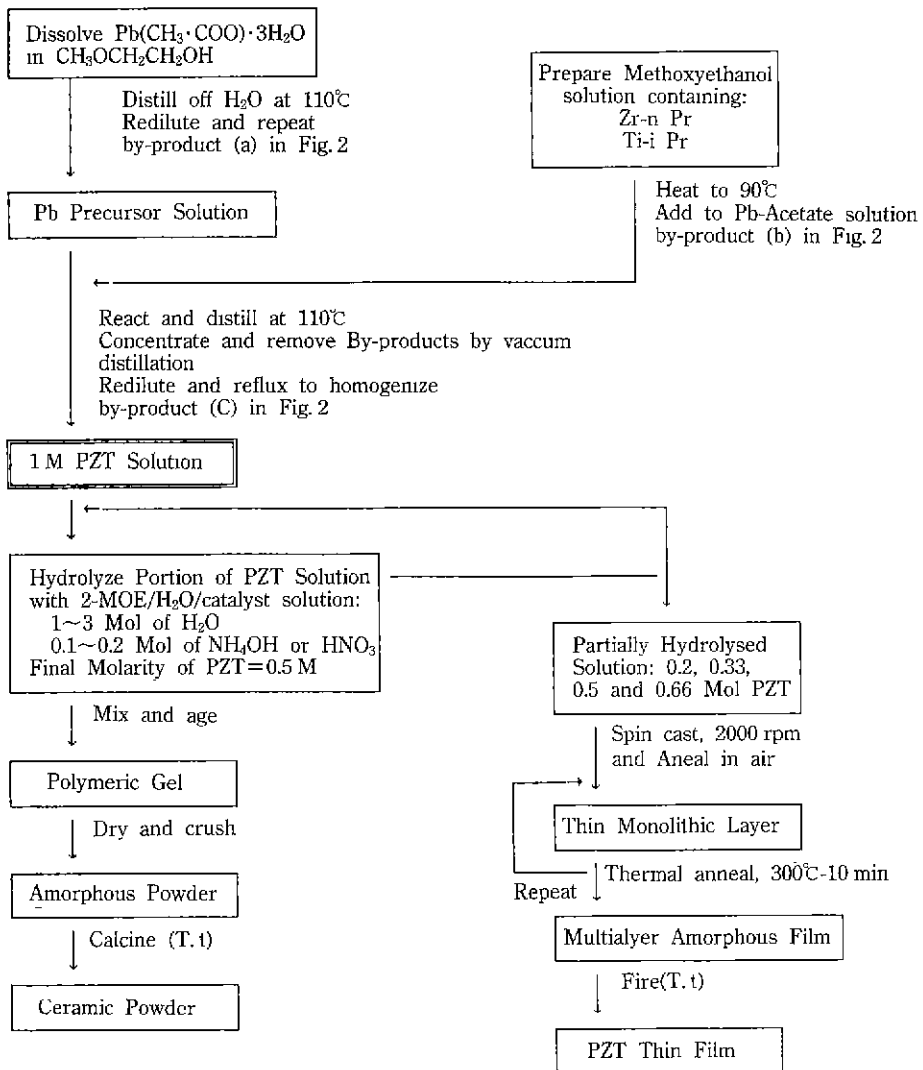 Dissolve Pb(CH₃·COO)·3H₂O
in CH₃OCH₂CH₂OH
Distill off H₂O at 110℃
Redilute and repeat
by-product (a) in Fig. 2
Pb Precursor Solution
Prepare Methoxyethanol
solution containing:
Zr-n Pr
Ti-i Pr
Heat to 90℃
Add to Pb-Acetate solution
by-product (b) in Fig. 2
React and distill at 110℃
Concentrate and remove By-products by vaccum
distillation
Redilute and reflux to homogenize
by-product (C) in Fig. 2
1 M PZT Solution
Hydrolyze Portion of PZT Solution
with 2-MOE/H₂O/catalyst solution:
1~3 Mol of H₂O
0.1~0.2 Mol of NH₄OH or HNO₃
Final Molarity of PZT=0.5 M
Mix and age
Polymeric Gel
Dry and crush
Amorphous Powder
Calcine (T. t)
Ceramic Powder
Partially Hydrolysed
Solution: 0.2, 0.33,
0.5 and 0.66 Mol PZT
Spin cast, 2000 rpm
and Aneal in air
Thin Monolithic Layer
Thermal anneal, 300℃-10 min
Repeat
Multialyer Amorphous Film
Fire(T. t)
PZT Thin Film